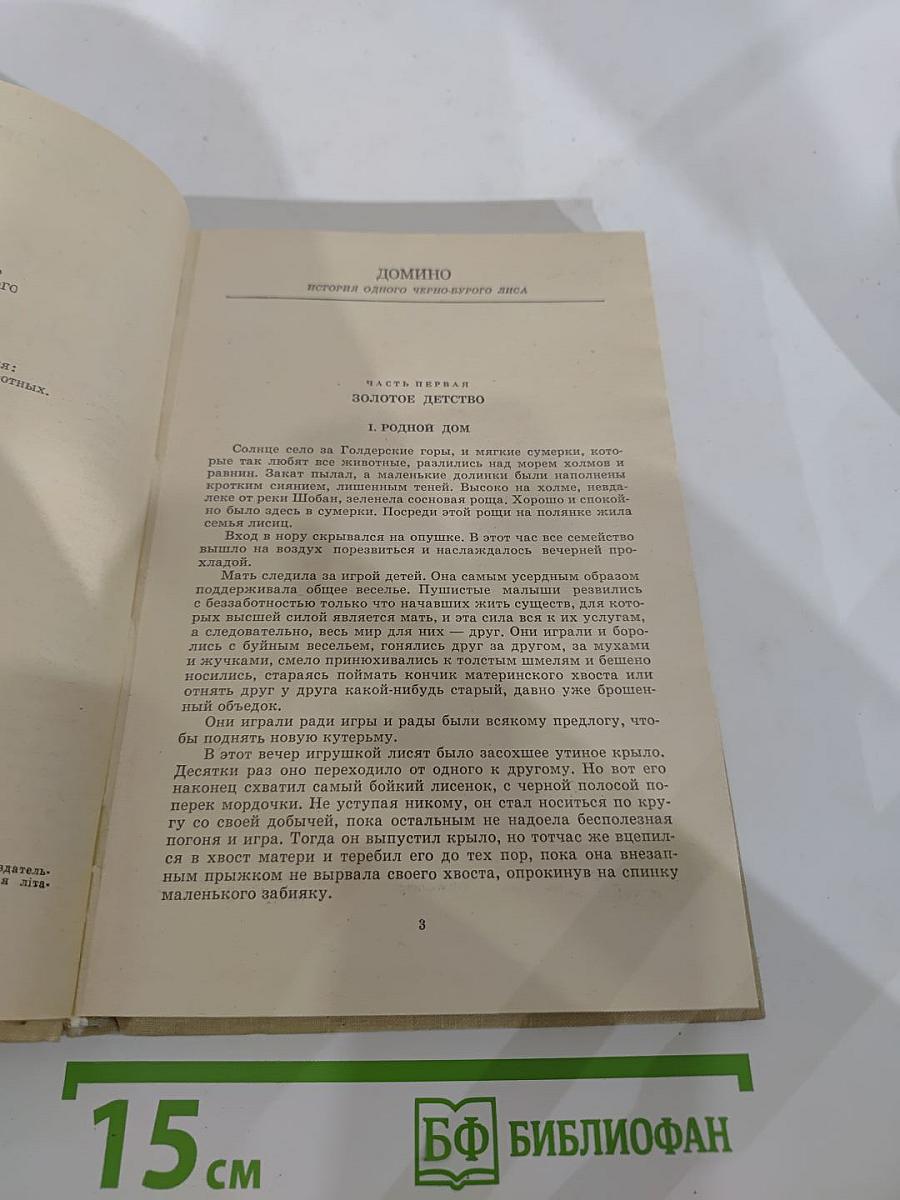 го
я:
отных.
здатель-
я літа-
ДОМИНО
ИСТОРИЯ ОДНОГО ЧЕРНО-БУРОГО ЛИСА
ЧАСТЬ ПЕРВАЯ
ЗОЛОТОЕ ДЕТСТВО
I. РОДНОЙ ДОМ
Солнце село за Голдерские горы, и мягкие сумерки, кото-
рые так любят все животные, разлились над морем холмов и
равнин. Закат пылал, а маленькие долинки были наполнены
кротким сиянием, лишенным теней. Высоко на холме, невда-
леке от реки Шобан, зеленела сосновая роща. Хорошо и спокой-
но было здесь в сумерки. Посреди этой рощи на полянке жила
семья лисиц.
Вход в нору скрывался на опушке. В этот час все семейство
вышло на воздух порезвиться и наслаждалось вечерней про-
хладой.
Мать следила за игрой детей. Она самым усердным образом
поддерживала общее веселье. Пушистые малыши резвились
с беззаботностью только что начавших жить существ, для кото-
рых высшей силой является мать, и эта сила вся к их услугам,
а следовательно, весь мир для них — друг. Они играли и боро-
лись с буйным весельем, гонялись друг за другом, за мухами
и жучками, смело принюхивались к толстым шмелям и бешено
носились, стараясь поймать кончик материнского хвоста или
отнять друг у друга какой-нибудь старый, давно уже брошен-
ный объедок.
Они играли ради игры и рады были всякому предлогу, что-
бы поднять новую кутерьму.
В этот вечер игрушкой лисят было засохшее утиное крыло.
Десятки раз оно переходило от одного к другому. Но вот его
наконец схватил самый бойкий лисенок, с черной полосой по-
перек мордочки. Не уступая никому, он стал носиться по кру-
гу со своей добычей, пока остальным не надоела бесполезная
погоня и игра. Тогда он выпустил крыло, но тотчас же вцепил-
ся в хвост матери и теребил его до тех пор, пока она внезап-
ным прыжком не вырвала своего хвоста, опрокинув на спинку
маленького забияку.
3
15 см
БФ БИБЛИОФАН